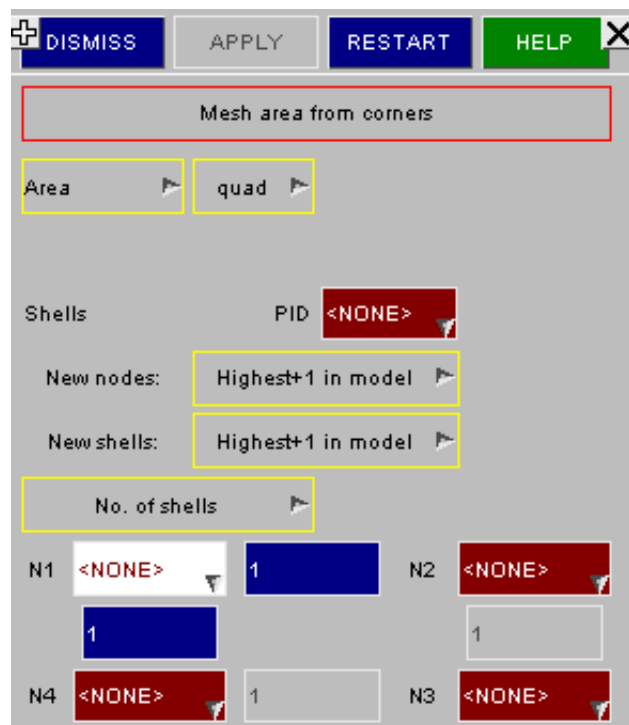 DISMISS APPLY RESTART HELP
Mesh area from corners
Area quad
Shells PID <NONE>
New nodes: Highest+1 in model
New shells: Highest+1 in model
No. of shells
N1 <NONE> 1 N2 <NONE>
1 1
N4 <NONE> 1 N3 <NONE>